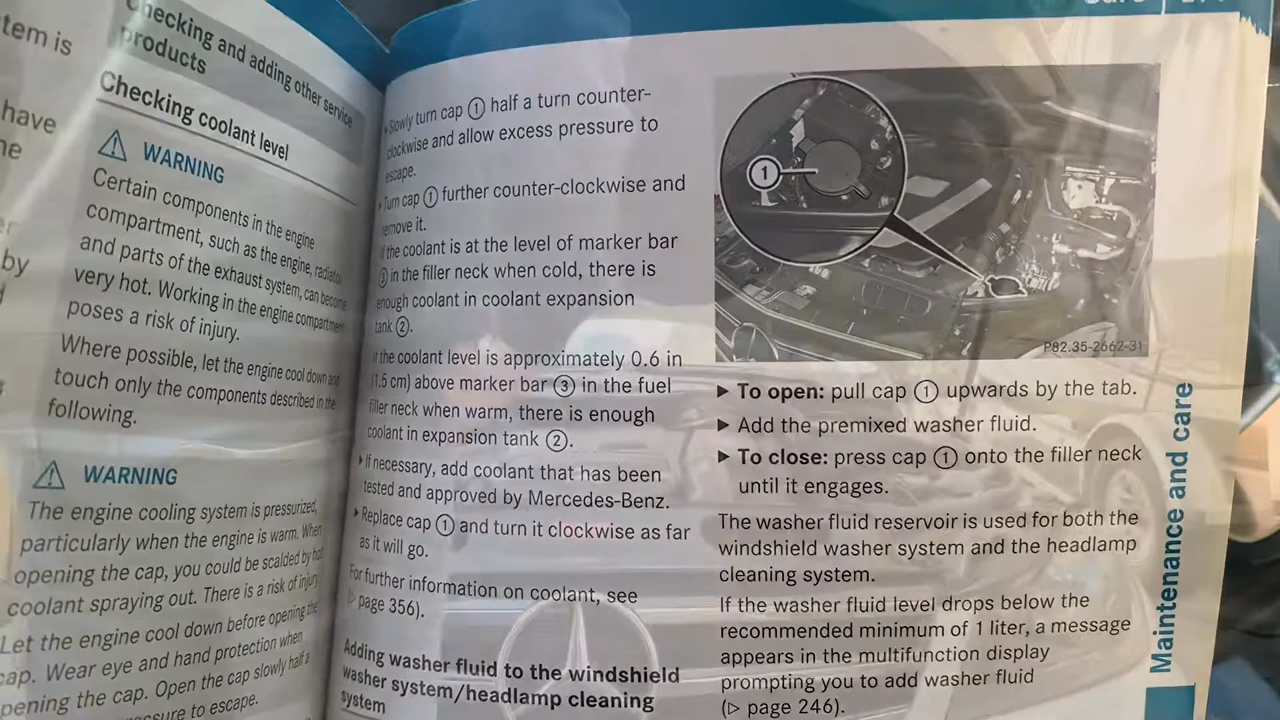 tem is
have
ne
by
Checking and adding other service
products
Checking coolant level
WARNING
Certain components in the engine
compartment, such as the engine, radiator
and parts of the exhaust system, can become
very hot. Working in the engine compartment
poses a risk of injury.
Where possible, let the engine cool down and
touch only the components described in the
following.
WARNING
The engine cooling system is pressurized,
particularly when the engine is warm. When
opening the cap, you could be scalded by hot
coolant spraying out. There is a risk of injury.
Let the engine cool down before opening the
cap. Wear eye and hand protection when
opening the cap. Open the cap slowly half a
to escape.
▸ Slowly turn cap ① half a turn counter-
clockwise and allow excess pressure to
escape.
▸ Turn cap ① further counter-clockwise and
remove it.
If the coolant is at the level of marker bar
③ in the filler neck when cold, there is
enough coolant in coolant expansion
tank ②.
If the coolant level is approximately 0.6 in
(1.5 cm) above marker bar ③ in the fuel
filler neck when warm, there is enough
coolant in expansion tank ②.
▸ If necessary, add coolant that has been
tested and approved by Mercedes-Benz.
▸ Replace cap ① and turn it clockwise as far
as it will go.
For further information on coolant, see
(▷ page 356).
Adding washer fluid to the windshield
washer system/headlamp cleaning
system
1
P82.35-2662-31
▶ To open: pull cap ① upwards by the tab.
▶ Add the premixed washer fluid.
▶ To close: press cap ① onto the filler neck
until it engages.
The washer fluid reservoir is used for both the
windshield washer system and the headlamp
cleaning system.
If the washer fluid level drops below the
recommended minimum of 1 liter, a message
appears in the multifunction display
prompting you to add washer fluid
(▷ page 246).
Maintenance and care